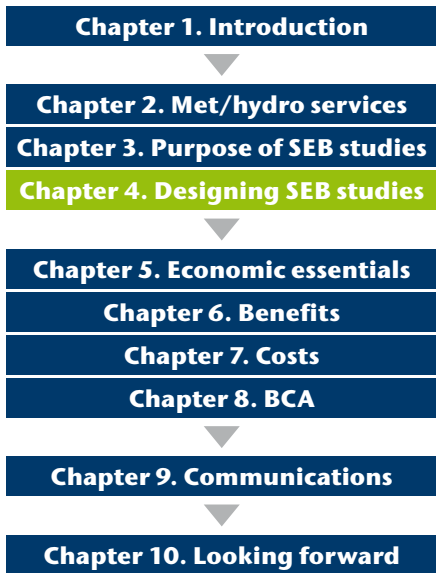 Chapter 1. Introduction
Chapter 2. Met/hydro services
Chapter 3. Purpose of SEB studies
Chapter 4. Designing SEB studies
Chapter 5. Economic essentials
Chapter 6. Benefits
Chapter 7. Costs
Chapter 8. BCA
Chapter 9. Communications
Chapter 10. Looking forward